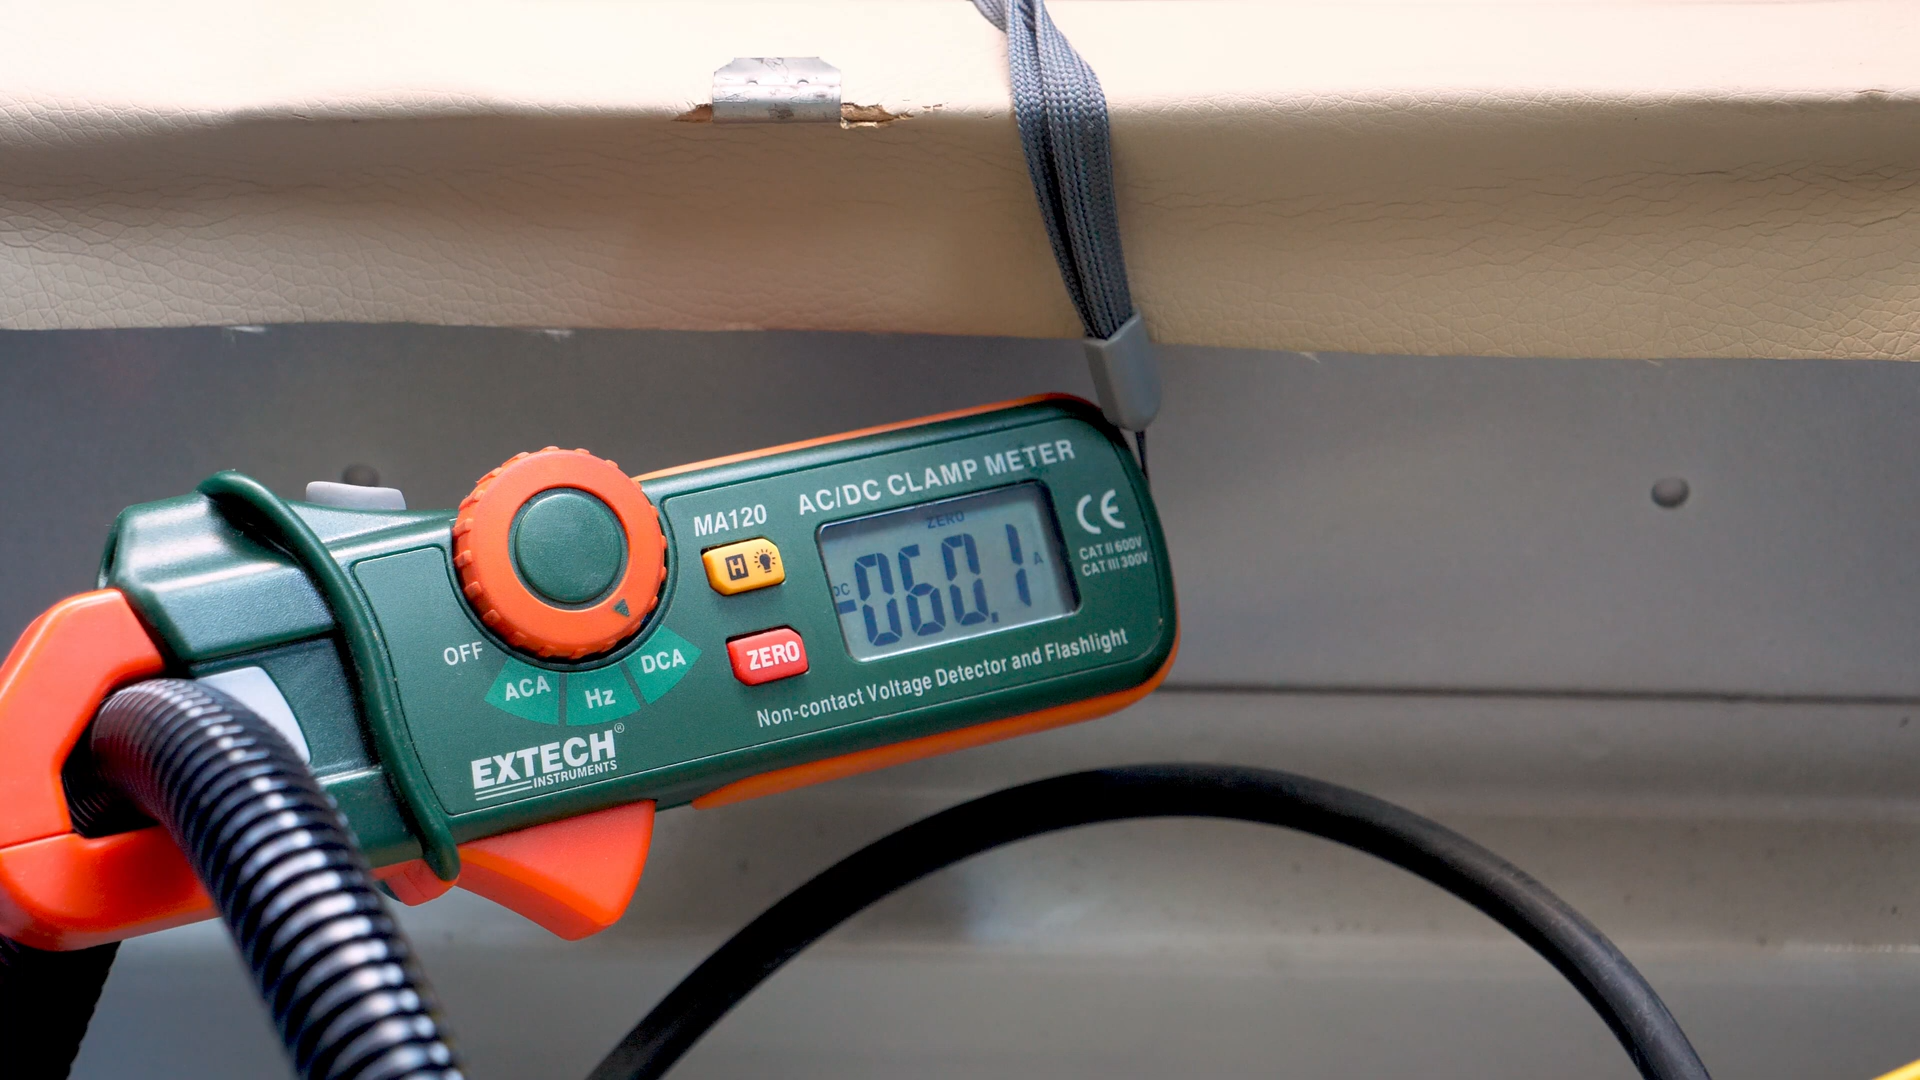 AC/DC CLAMP METER
MA120
H
ZERO
DC
-060.1 A
CE
CAT II 600V
CAT III 300V
ZERO
Non-contact Voltage Detector and Flashlight
OFF
ACA
Hz
DCA
EXTECH®
INSTRUMENTS